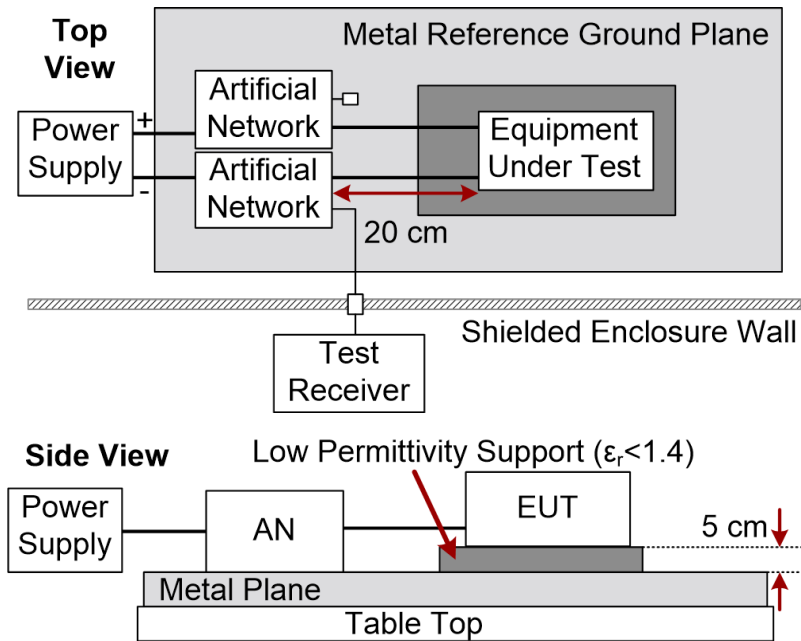 Top
View
Metal Reference Ground Plane
Power
Supply
+
-
Artificial
Network
Artificial
Network
Equipment
Under Test
20 cm
Shielded Enclosure Wall
Test
Receiver
Side View
Low Permittivity Support (εr<1.4)
Power
Supply
AN
EUT
5 cm
Metal Plane
Table Top